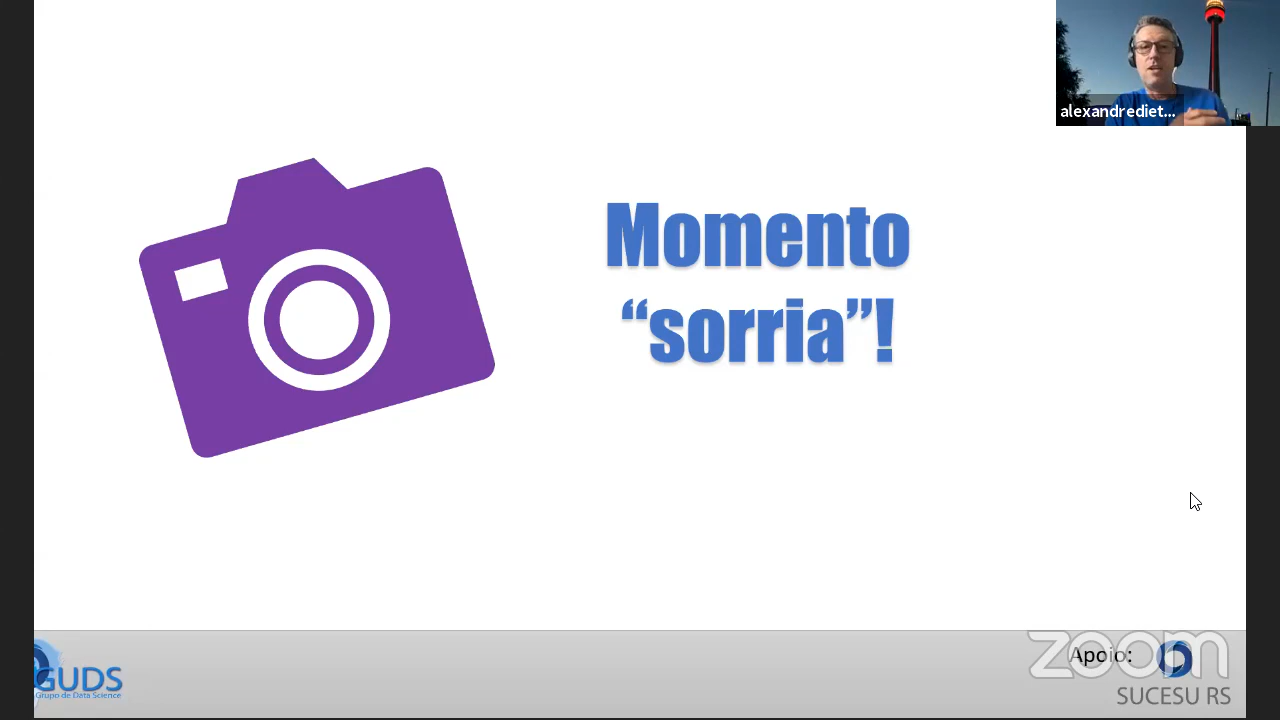 alexandrediet...
Momento
“sorria”!
GUDS
Grupo de Data Science
zoom
Apoio:
SUCESU RS